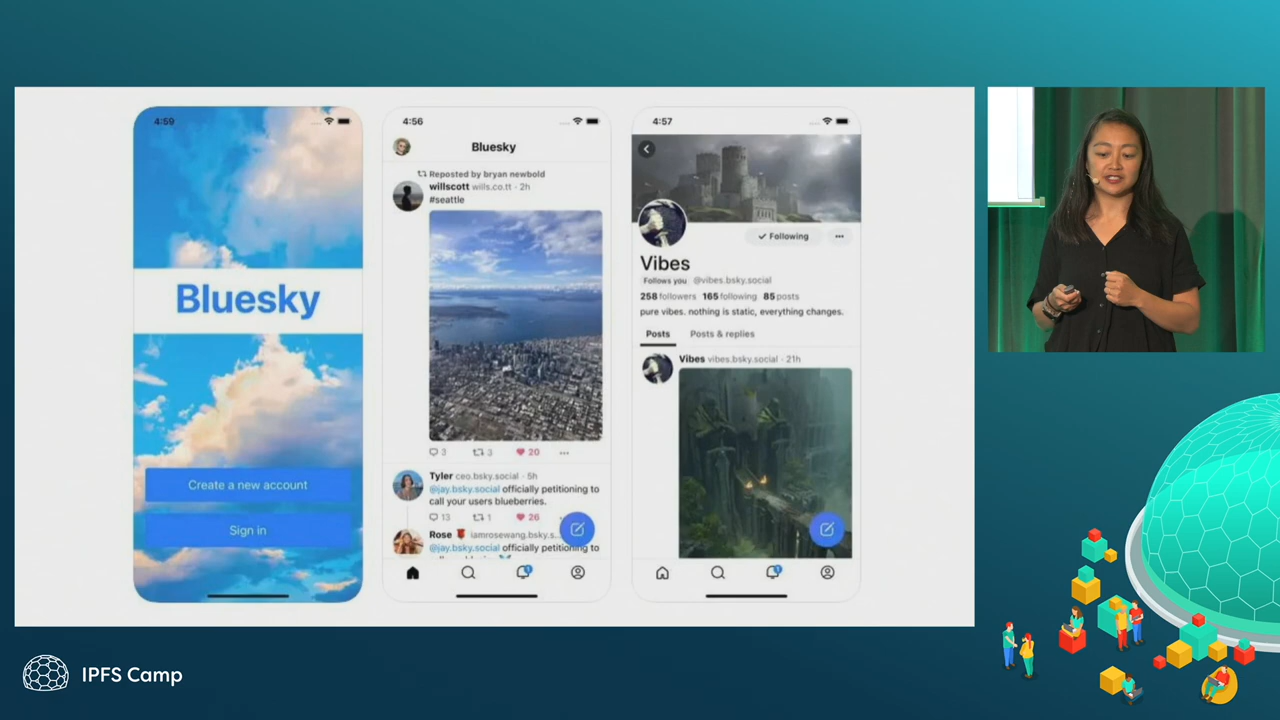 4:59
Bluesky
Create a new account
Sign in
4:56
Bluesky
Reposted by bryan newbold
willscott wills.co.tt · 2h
#seattle
3 3 20
Tyler ceo.bsky.social · 5h
@jay.bsky.social officially petitioning to
call your users blueberries.
13 1 26
Rose iamrosewang.bsky.s...
@jay.bsky.social officially petitioning to
4:57
Following
Vibes
Follows you @vibes.bsky.social
258 followers 165 following 85 posts
pure vibes. nothing is static, everything changes.
Posts Posts & replies
Vibes vibes.bsky.social · 21h
IPFS Camp